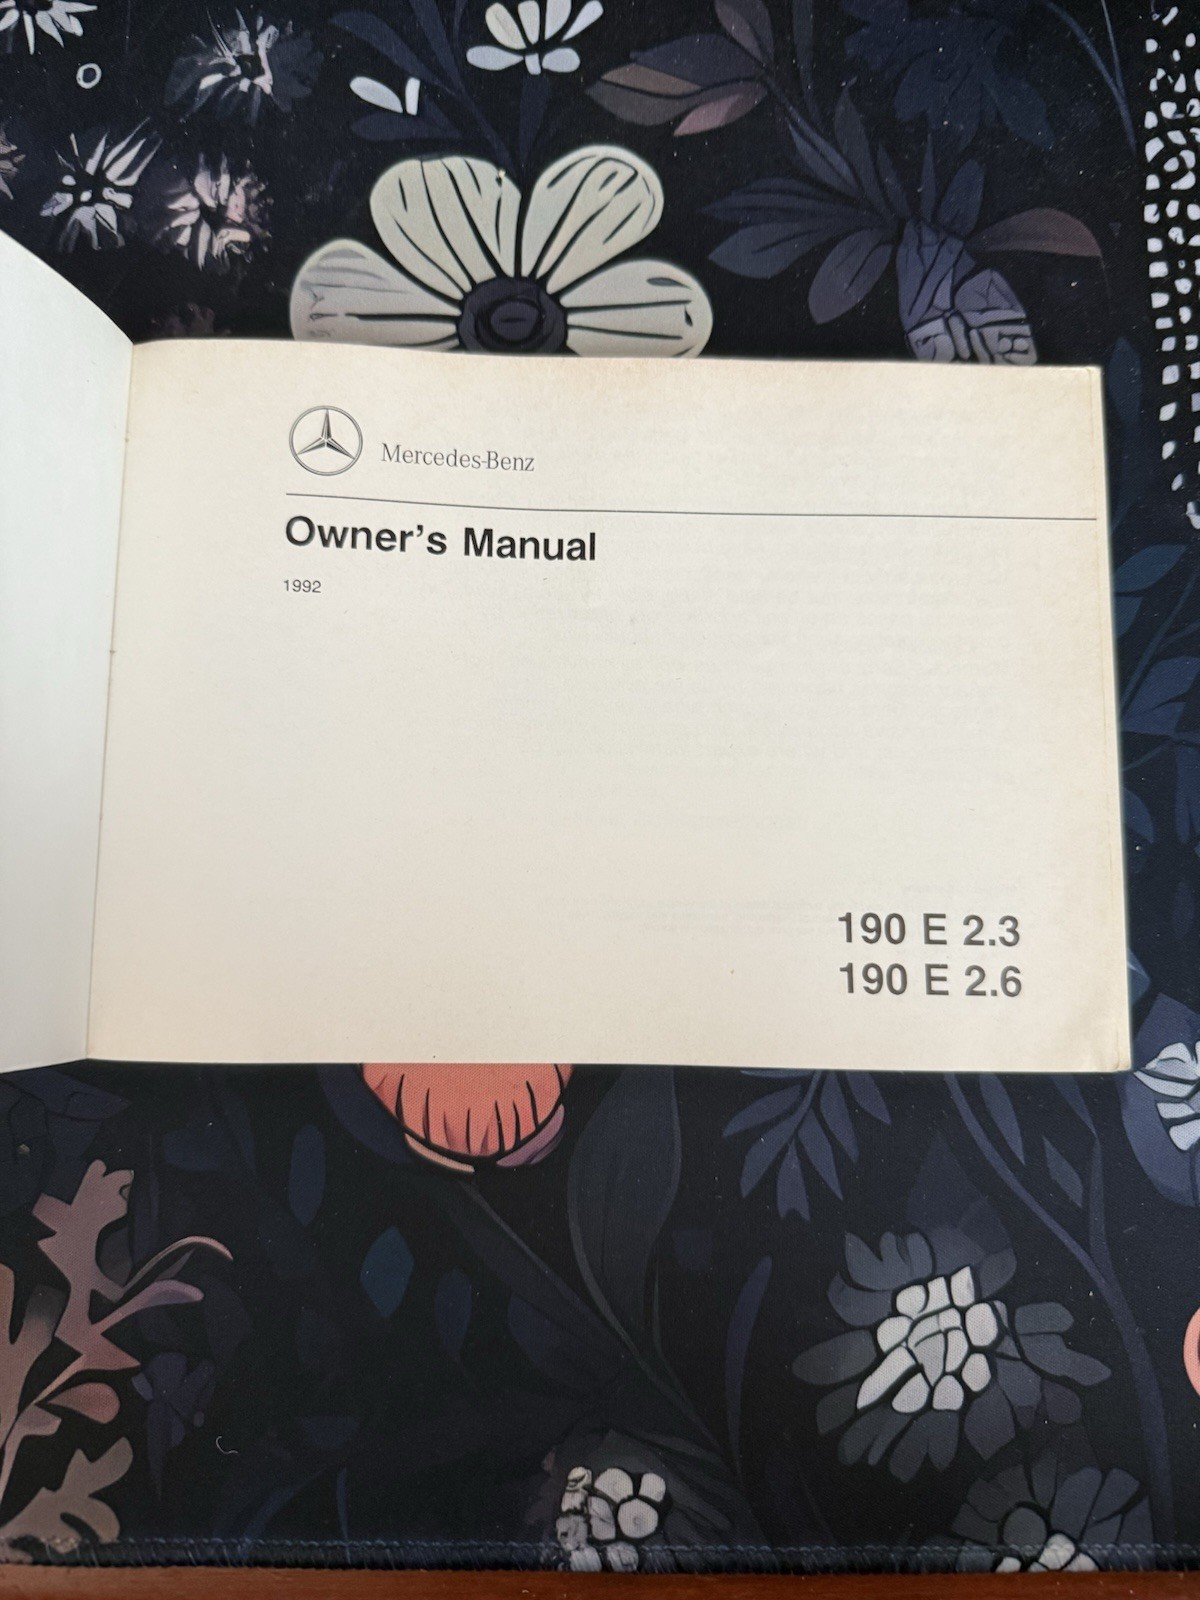 Mercedes-Benz
Owner's Manual
1992
190 E 2.3
190 E 2.6